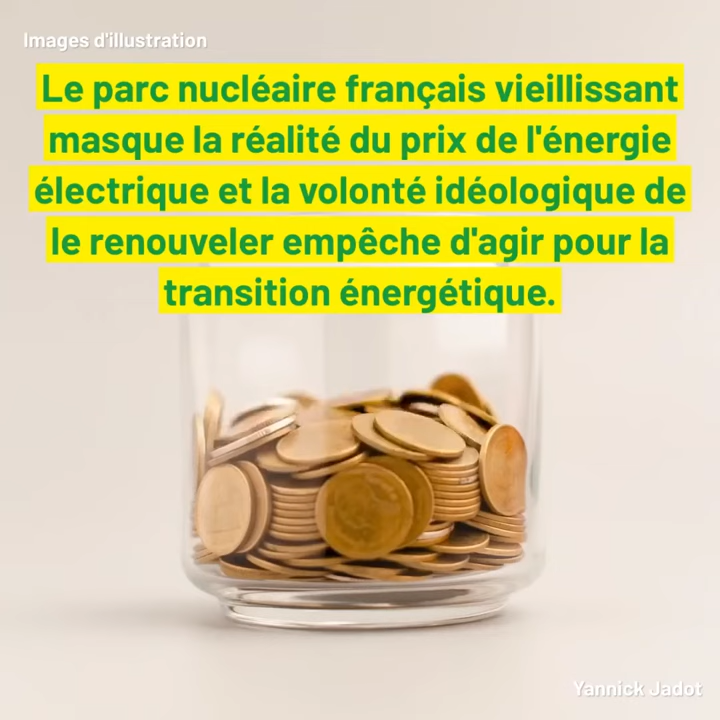 Images d'illustration
Le parc nucléaire français vieillissant
masque la réalité du prix de l'énergie
électrique et la volonté idéologique de
le renouveler empêche d'agir pour la
transition énergétique.
Yannick Jadot